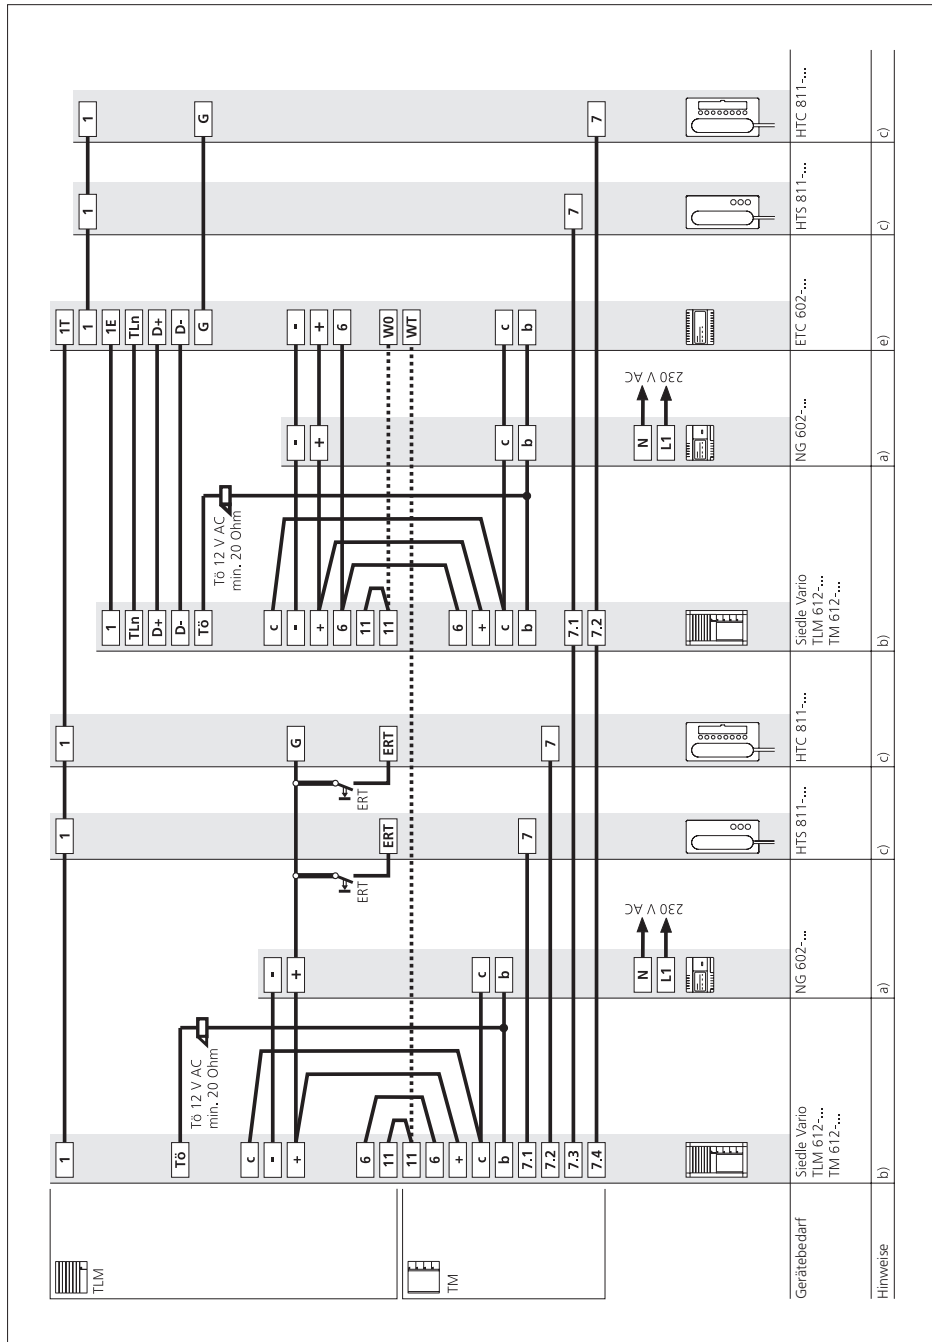 1 1 1 1T
1 1 1
TLM
1 1E
TLn TLn
D+ D+
Tö D- D-
Tö G G
Tö 12 V AC
min. 20 Ohm
Tö 12 V AC
min. 20 Ohm
c
- - c
+ + G - - -
+ + +
6 6
6 ERT ERT 11
11 ERT ERT 11 W0
11 WT
6
TM
+ 6
c c +
b b c c c
7.1 7 b b b
7.2 7
7.3 7.1 7
7.4 7.2 7
N N
230 V AC 230 V AC
L1 L1
Gerätebedarf
Siedle Vario
TLM 612-...
TM 612-...
NG 602-...
HTS 811-...
HTC 811-...
Siedle Vario
TLM 612-...
TM 612-...
NG 602-...
ETC 602-...
HTS 811-...
HTC 811-...
Hinweise b) a) c) c) b) a) e) c) c)